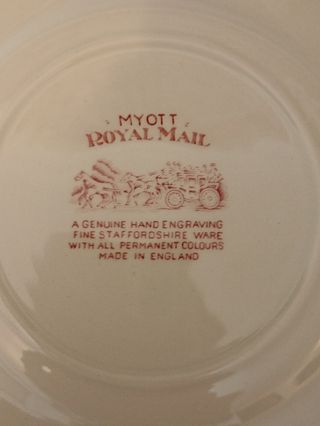 MYOTT
ROYAL MAIL
A GENUINE HAND ENGRAVING
FINE STAFFORDSHIRE WARE
WITH ALL PERMANENT COLOURS
MADE IN ENGLAND